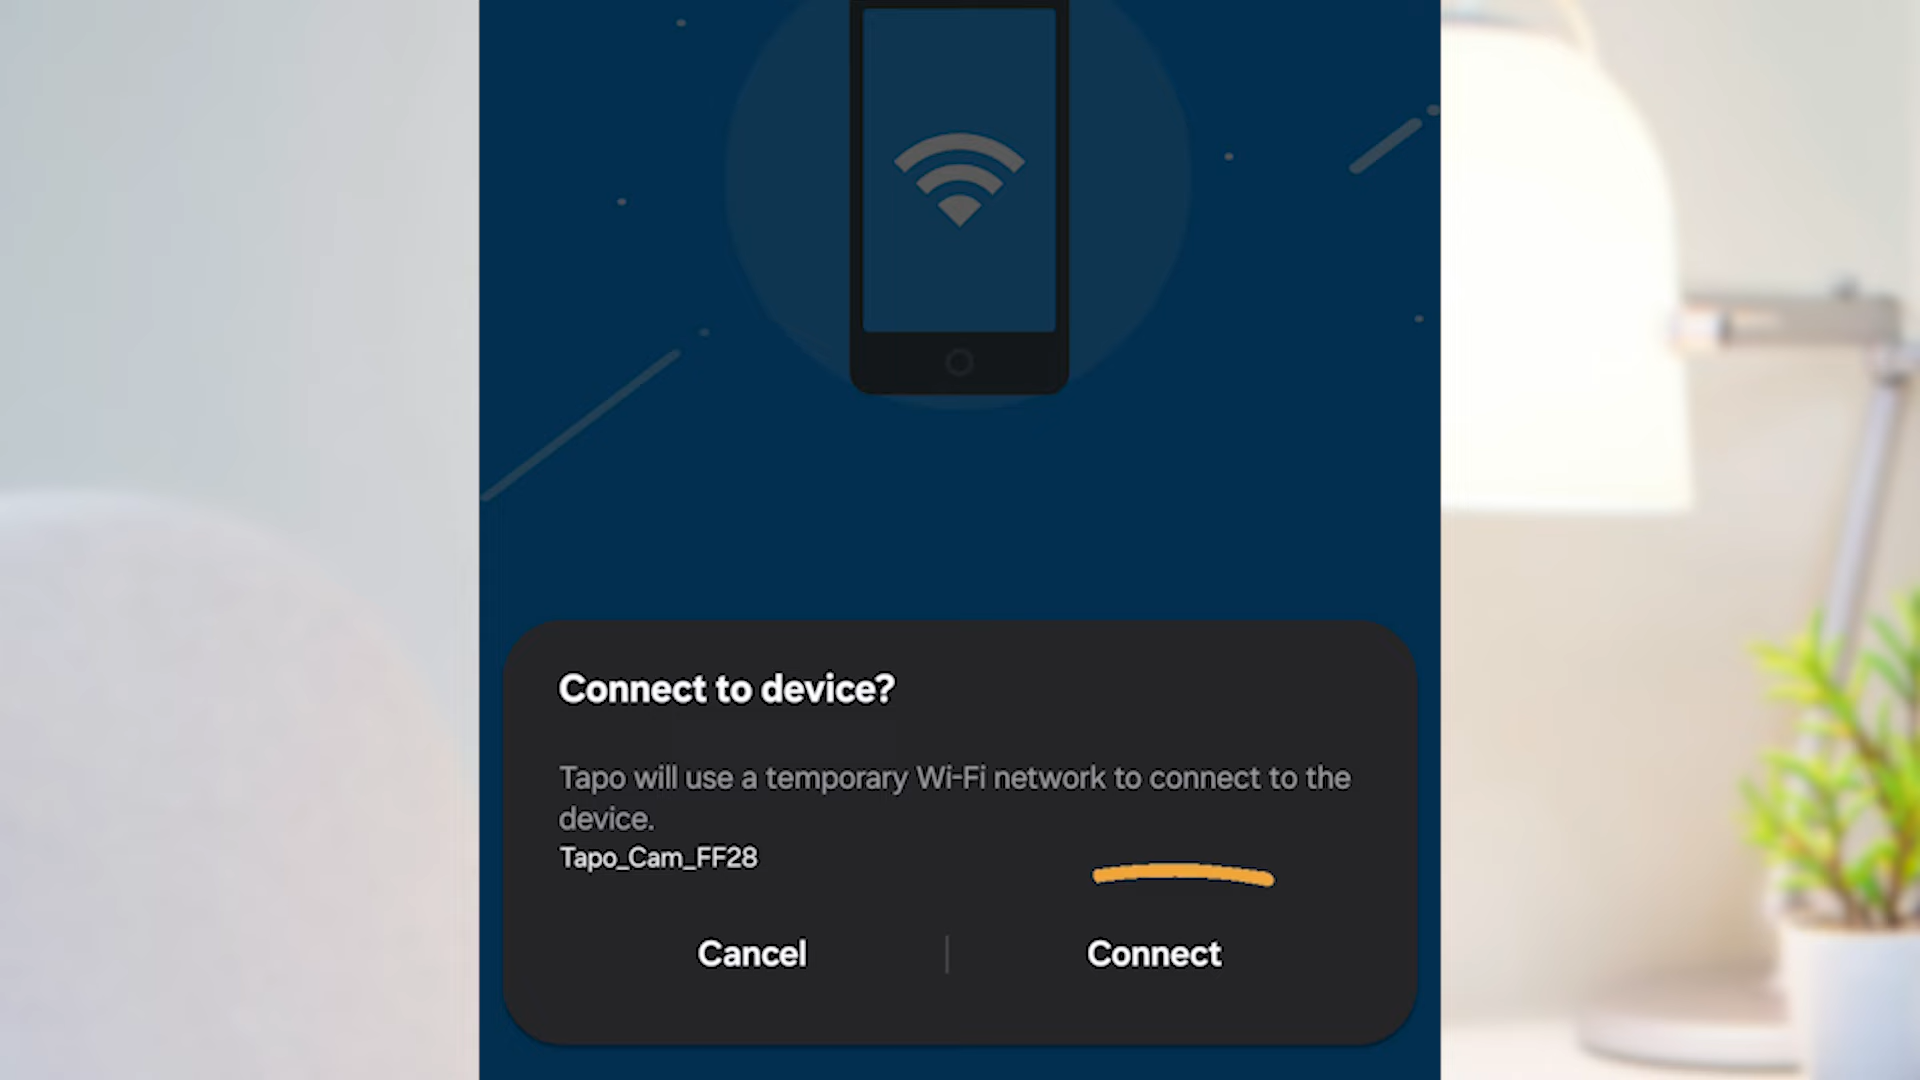 Connect to device?
Tapo will use a temporary Wi-Fi network to connect to the
device.
Tapo_Cam_FF28
Cancel
Connect